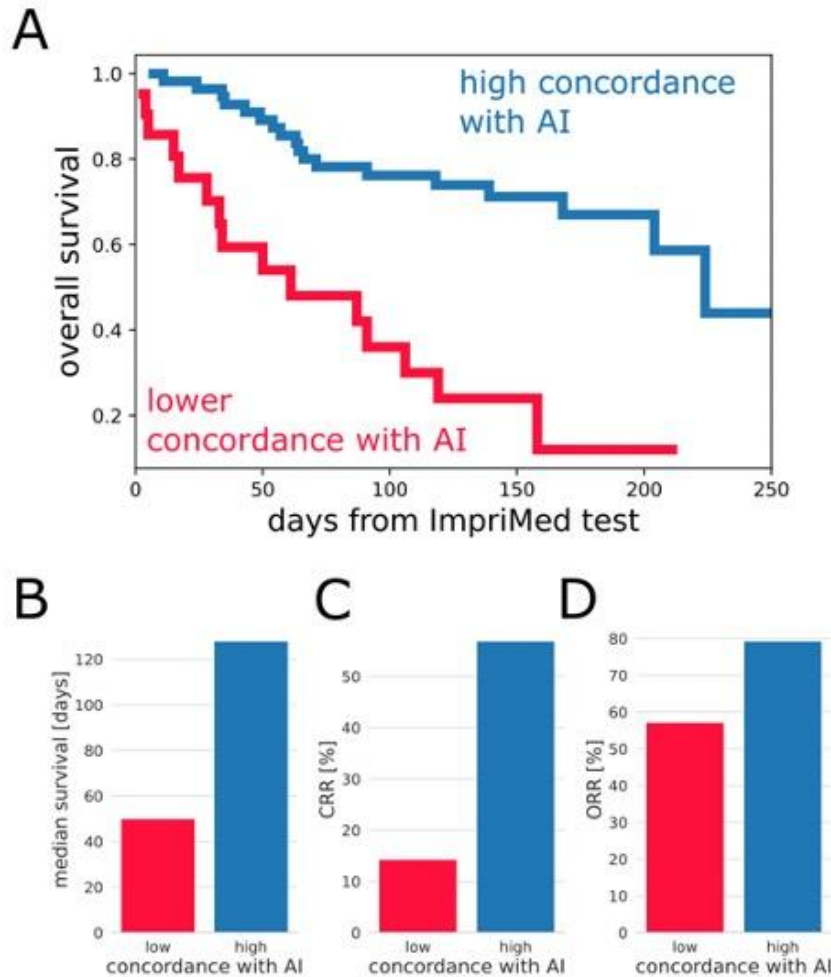 A
overall survival
1.0
0.8
0.6
0.4
0.2
high concordance
with AI
lower
concordance with AI
0
50
100
150
200
250
days from ImpriMed test
B
median survival [days]
120
100
80
60
40
20
0
low
high
concordance with AI
C
CRR [%]
50
40
30
20
10
0
low
high
concordance with AI
D
ORR [%]
80
70
60
50
40
30
20
10
0
low
high
concordance with AI